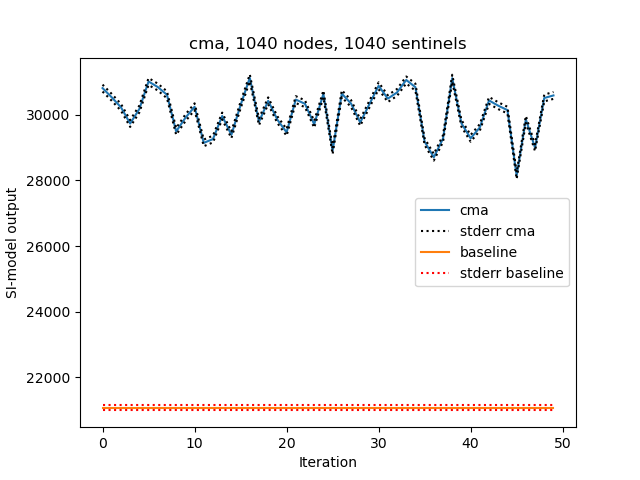 cma, 1040 nodes, 1040 sentinels
SI-model output
30000
28000
26000
24000
22000
cma
stderr cma
baseline
stderr baseline
0 10 20 30 40 50
Iteration